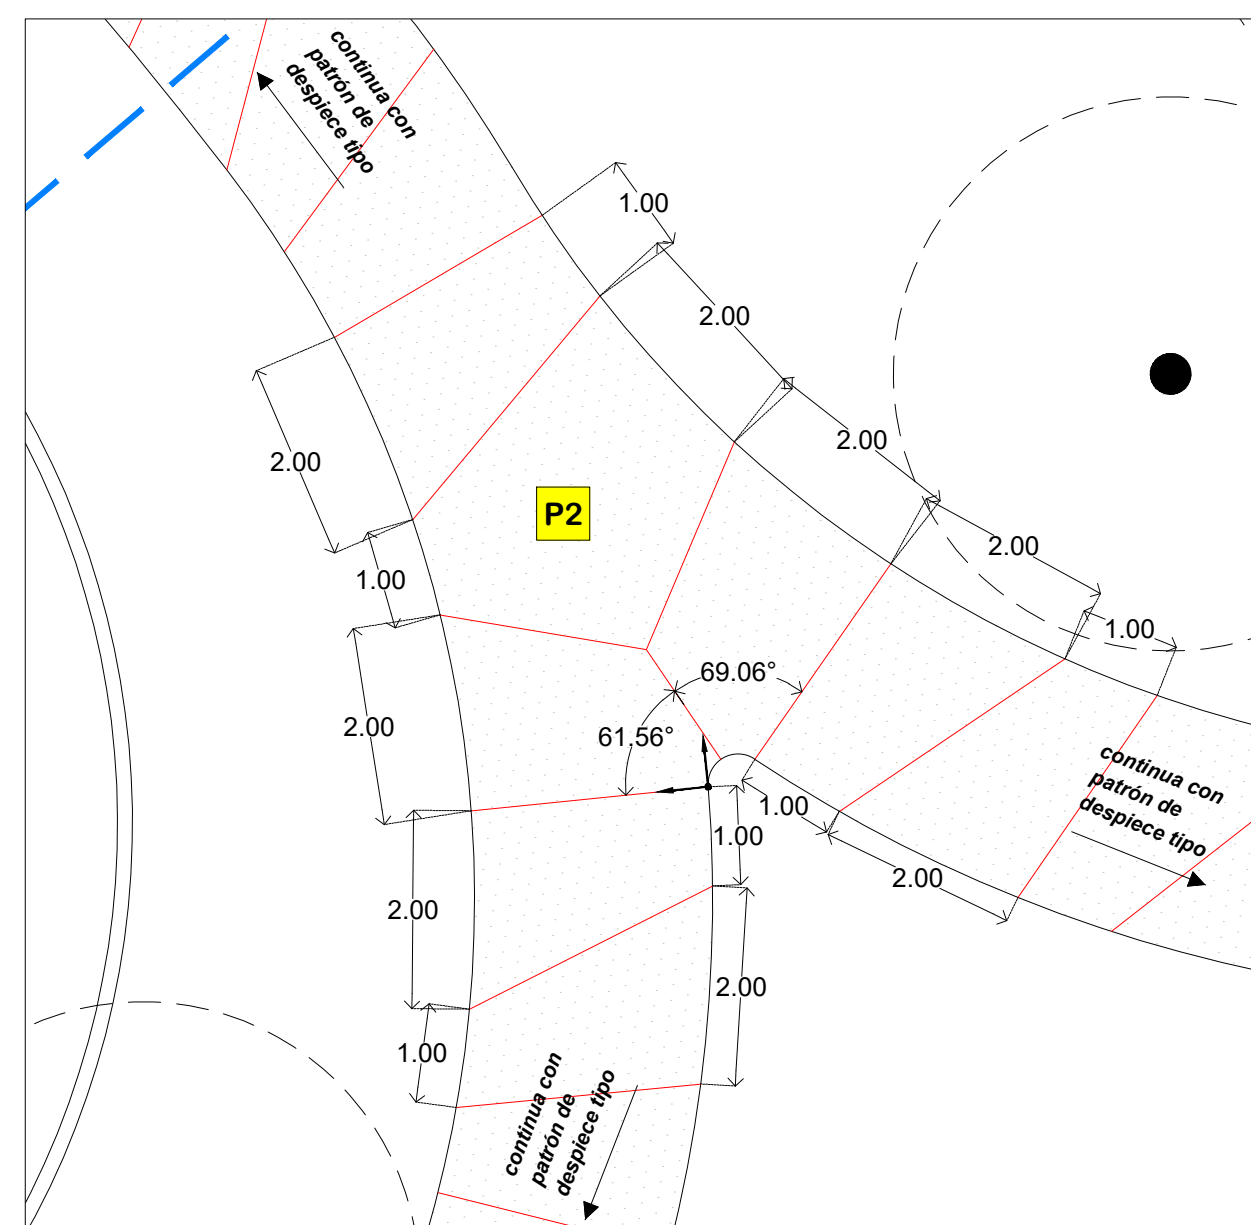 continua con
patrón de
despiece tipo
1.00
2.00
2.00
2.00
P2
1.00
2.00
1.00
69.06°
61.56°
2.00
continua con
patrón de
despiece tipo
1.00
1.00
2.00
2.00
2.00
1.00
continua con
patrón de
despiece tipo